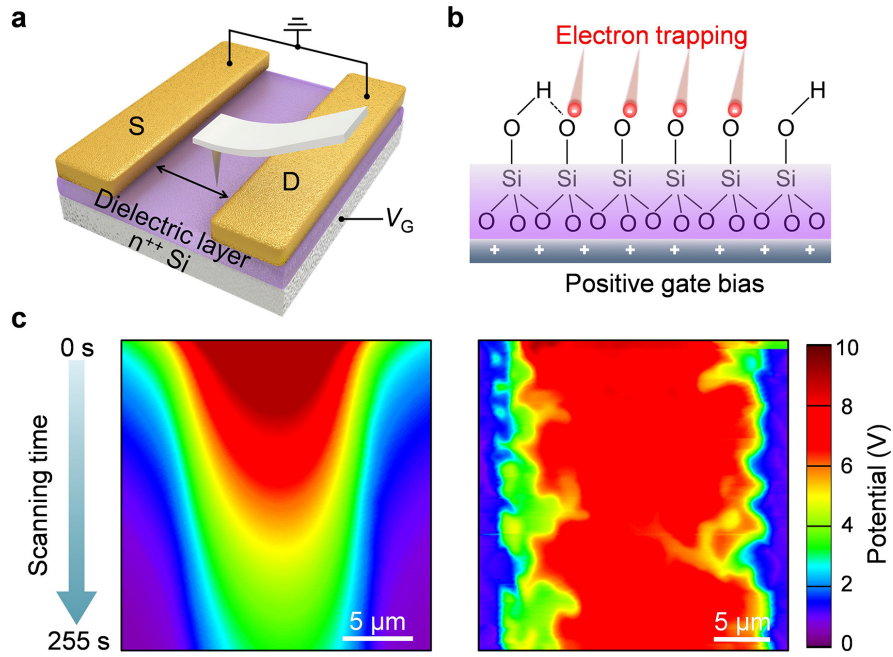 a
S
D
Dielectric layer
n++ Si
VG
b
Electron trapping
H H
O O O O O O
Si Si Si Si Si Si
O O O O O O O O O O O O
+ + + + + + +
Positive gate bias
c
0 s
Scanning time
255 s
5 μm
5 μm
10
8
6
4
2
0
Potential (V)